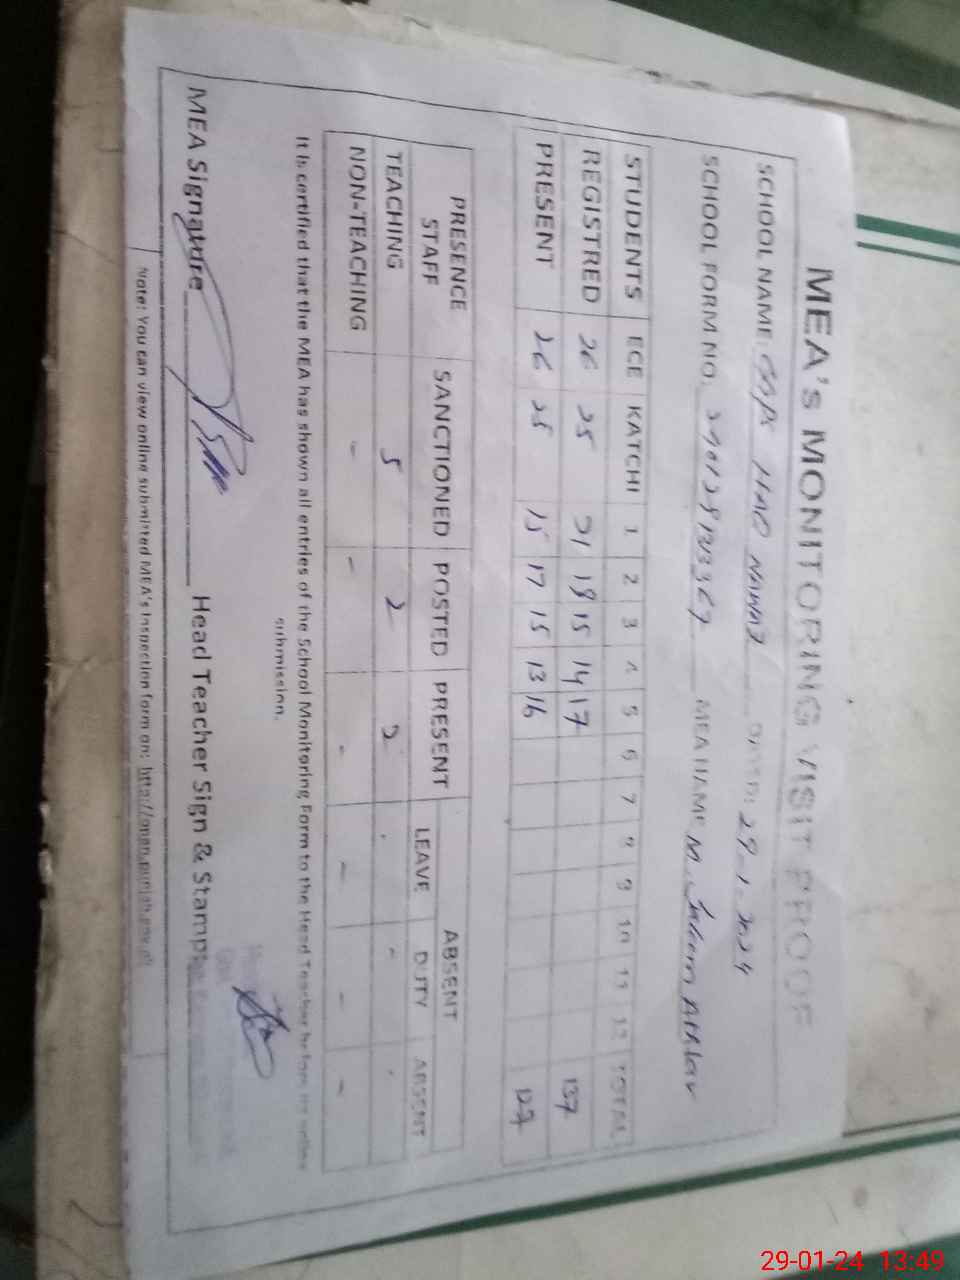 MEA's MONITORING VISIT PROOF
SCHOOL NAME: HAQ NAWAZ DATED: 29-1-2024
SCHOOL FORM NO. MEA NAME M. Akhtar
STUDENTS ECE KATCHI 1 2 3 4 5 6 7 8 9 10 11 12 TOTAL
REGISTRED 26 25 21 18 15 14 17 137
PRESENT 26 25 15 17 15 13 16 127
PRESENCE STAFF SANCTIONED POSTED PRESENT ABSENT
LEAVE DUTY ABSENT
TEACHING 5 2 2 - - -
NON-TEACHING - - - - - -
It is certified that the MEA has shown all entries of the School Monitoring Form to the Head Teacher before its online
submission.
MEA Signature Head Teacher Sign & Stamp:
Note: You can view online submitted MEA's Inspection form on:
29-01-24 13:49